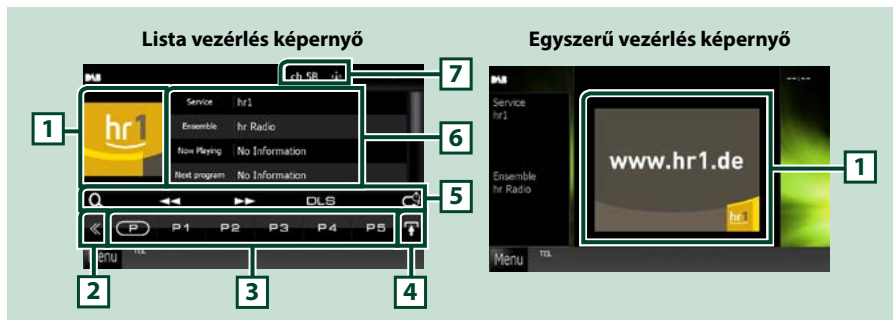 Lista vezérlés képernyő
Egyszerű vezérlés képernyő
DAB
ch 5B
7
1
hr1
Service hr1
Ensemble hr Radio
Now Playing No Information
Next program No Information
6
DLS
5
P P1 P2 P3 P4 P5
Menu TEL
2
3
4
DAB
--:--
Service
hr1
Ensemble
hr Radio
www.hr1.de
hr1
1
Menu TEL